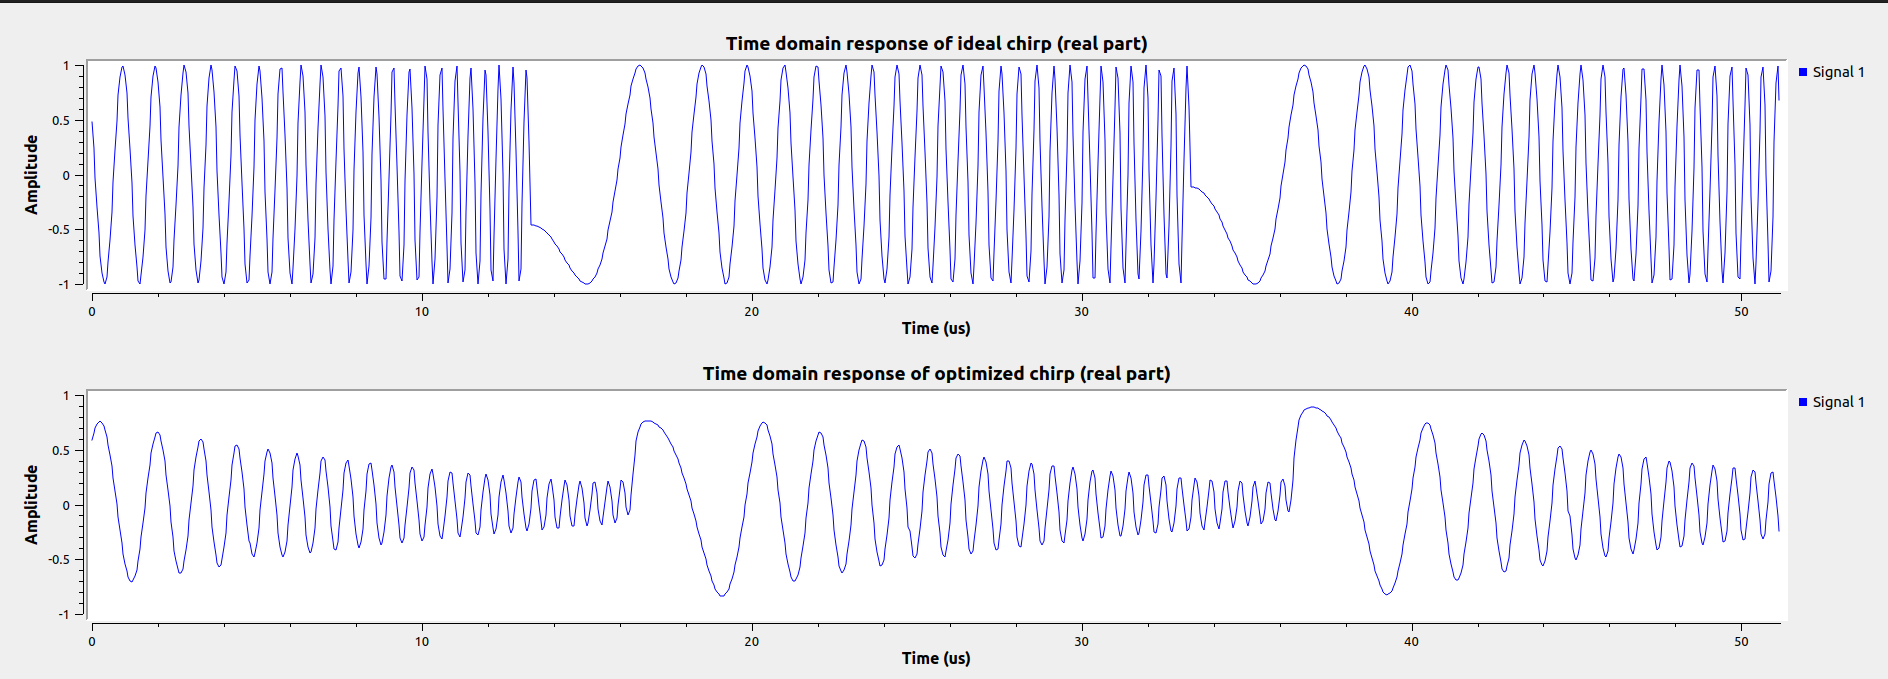 Time domain response of ideal chirp (real part)
Signal 1
Amplitude
1
0.5
0
-0.5
-1
0 10 20 30 40 50
Time (us)
Time domain response of optimized chirp (real part)
Signal 1
Amplitude
1
0.5
0
-0.5
-1
0 10 20 30 40 50
Time (us)